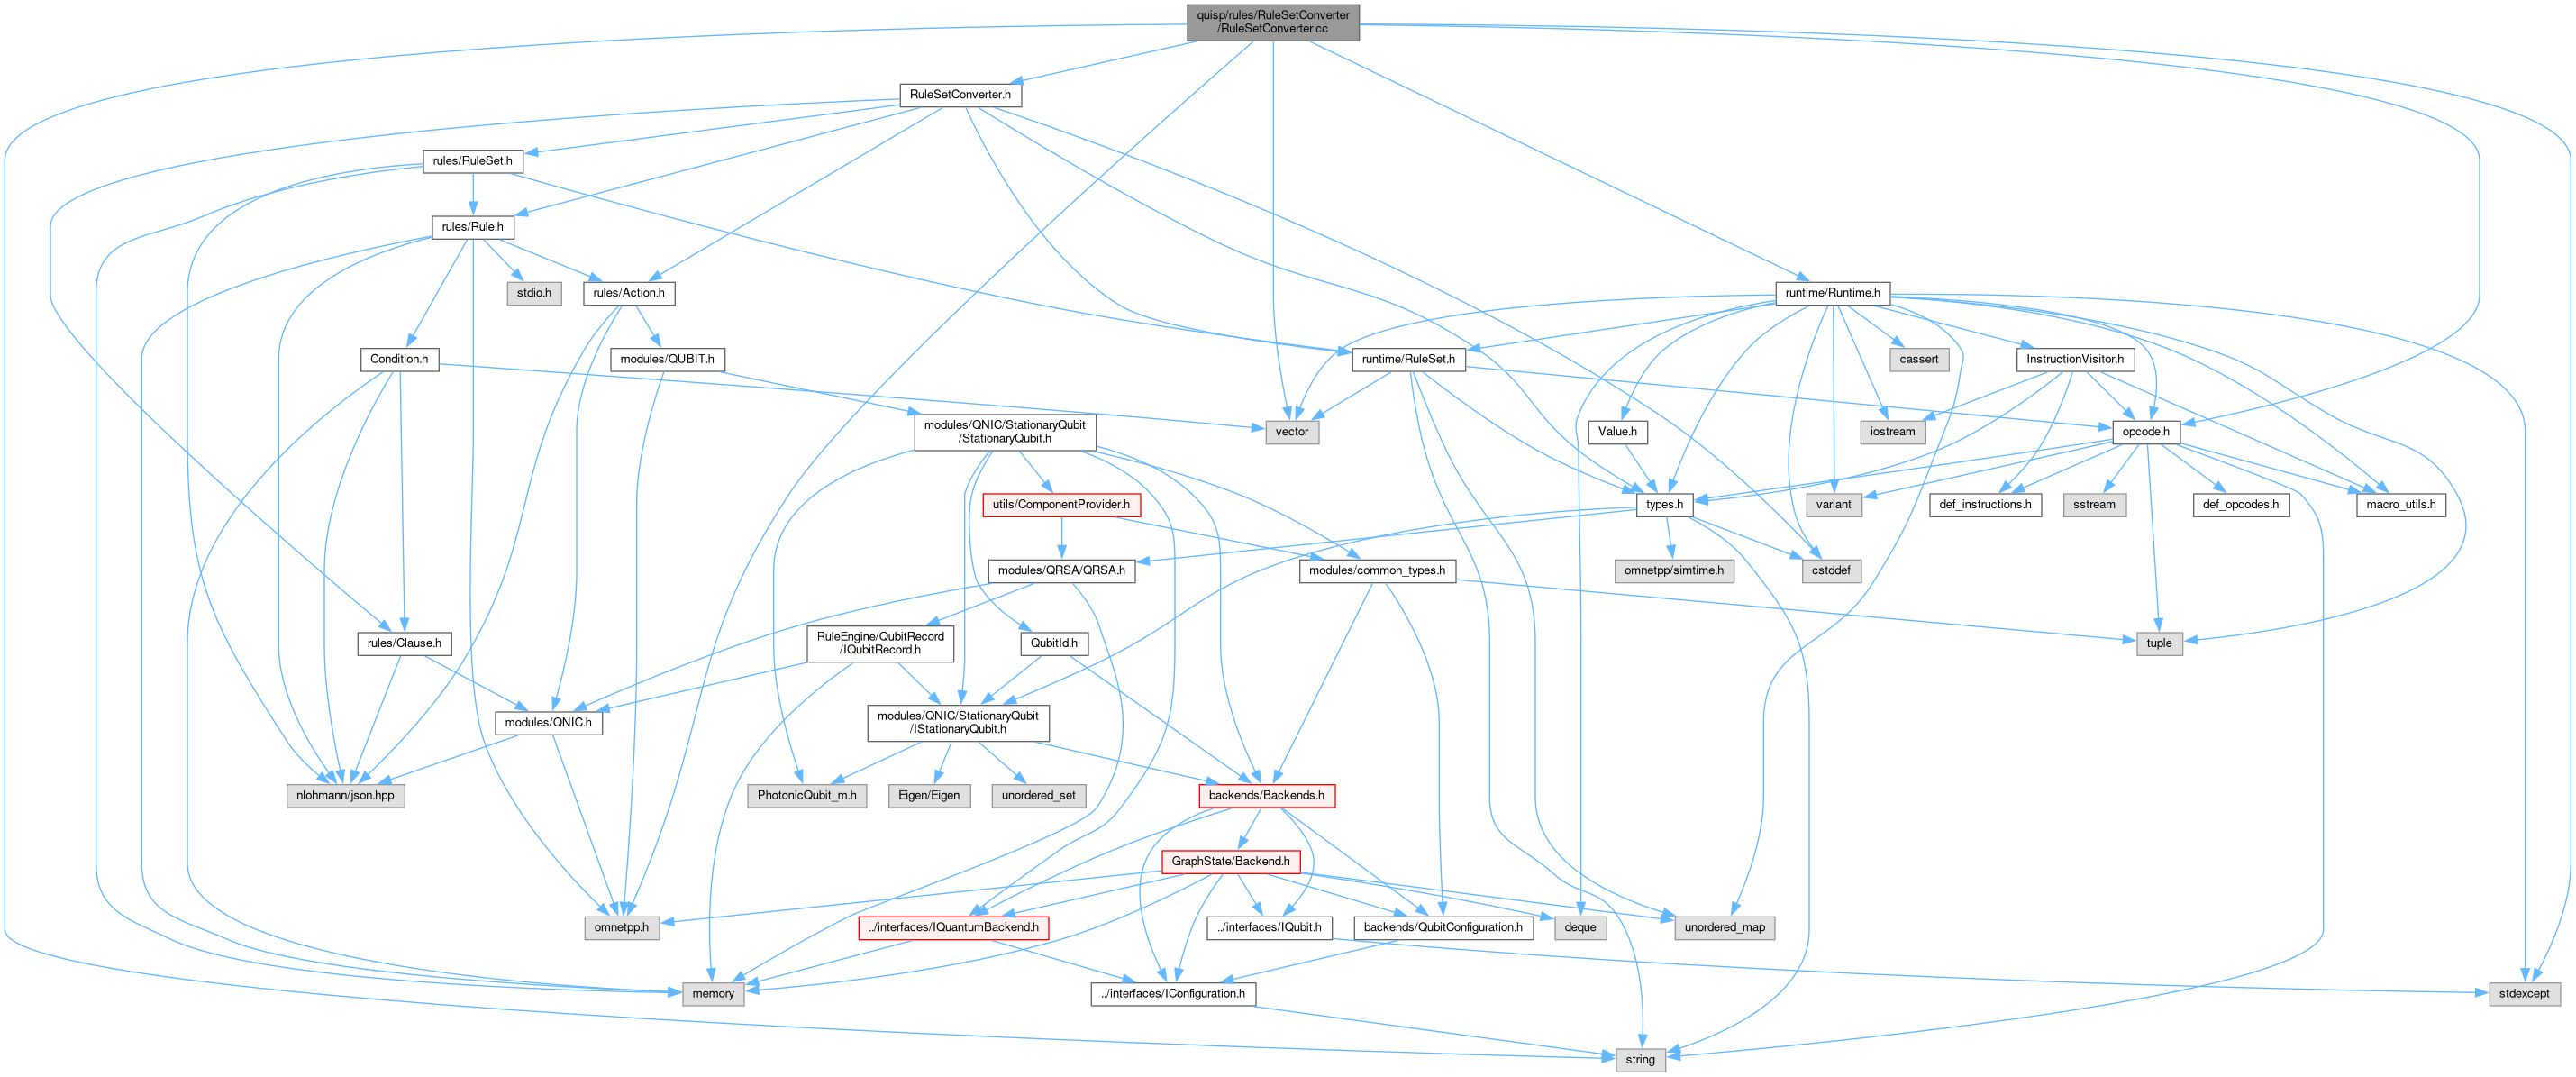 quisp/rules/RuleSetConverter
/RuleSetConverter.cc
RuleSetConverter.h
rules/RuleSet.h
rules/Rule.h
stdio.h
rules/Action.h
runtime/Runtime.h
Condition.h
modules/QUBIT.h
runtime/RuleSet.h
cassert
InstructionVisitor.h
modules/QNIC/StationaryQubit
/StationaryQubit.h
vector
Value.h
iostream
opcode.h
utils/ComponentProvider.h
types.h
variant
def_instructions.h
sstream
def_opcodes.h
macro_utils.h
modules/QRSA/QRSA.h
modules/common_types.h
omnetpp/simtime.h
cstddef
rules/Clause.h
RuleEngine/QubitRecord
/IQubitRecord.h
QubitId.h
tuple
modules/QNIC.h
modules/QNIC/StationaryQubit
/IStationaryQubit.h
nlohmann/json.hpp
PhotonicQubit_m.h
Eigen/Eigen
unordered_set
backends/Backends.h
GraphState/Backend.h
omnetpp.h
../interfaces/IQuantumBackend.h
../interfaces/IQubit.h
backends/QubitConfiguration.h
deque
unordered_map
memory
../interfaces/IConfiguration.h
stdexcept
string